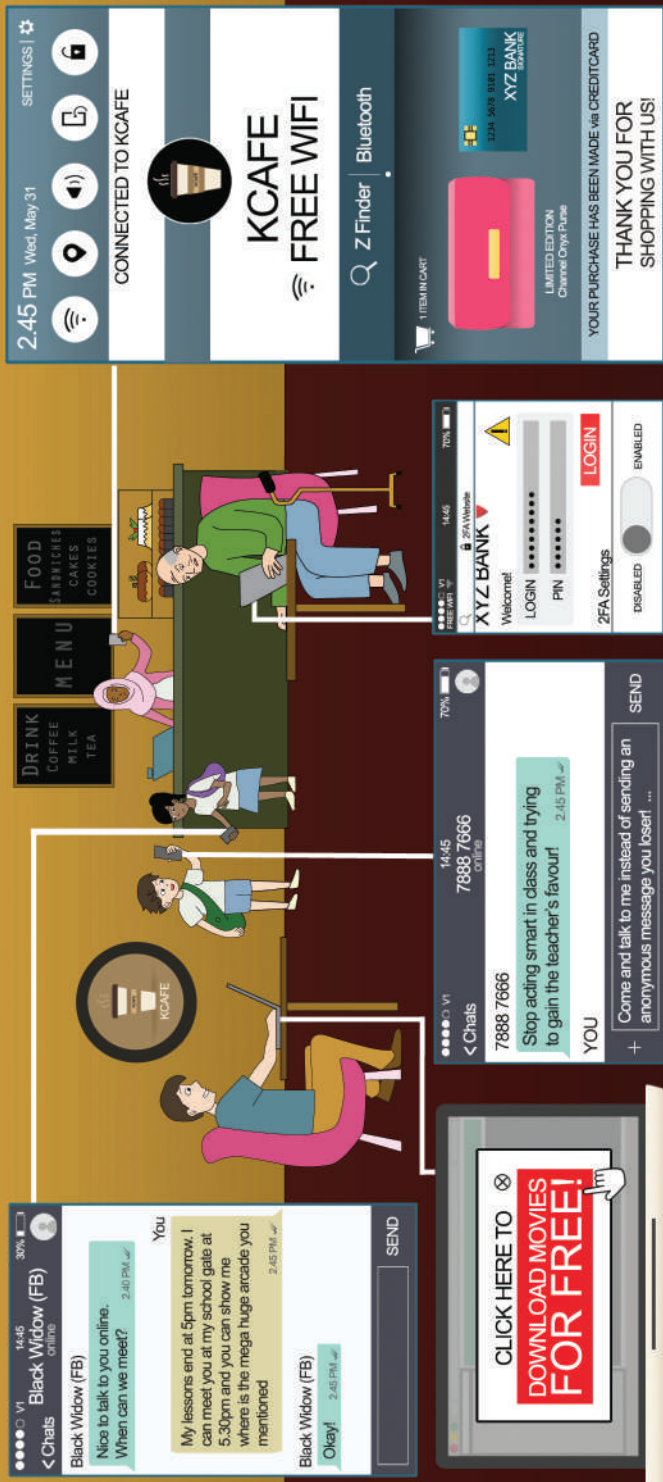 14:45
30%
V1
< Chats
Black Widow (FB)
online
Black Widow (FB)
Nice to talk to you online.
When can we meet?
2.40 PM
You
My lessons end at 5pm tomorrow. I
can meet you at my school gate at
5.30pm and you can show me
where is the mega huge arcade you
mentioned
2.45 PM
Black Widow (FB)
Okay!
2.45 PM
SEND
KCAFE
DRINK
COFFEE
MILK
TEA
MENU
FOOD
SANDWICHES
CAKES
COOKIES
2.45 PM Wed, May 31
SETTINGS
CONNECTED TO KCAFE
KCAFE
FREE WIFI
Z Finder | Bluetooth
1 ITEM IN CART
LIMITED EDITION
Channel Onyx Purse
1234 5678 9101 1213
XYZ BANK
SIGNATURE
YOUR PURCHASE HAS BEEN MADE via CREDITCARD
THANK YOU FOR
SHOPPING WITH US!
CLICK HERE TO
DOWNLOAD MOVIES
FOR FREE!
V1
14:45
70%
< Chats
7888 7666
online
7888 7666
Stop acting smart in class and trying
to gain the teacher's favour!
2.45 PM
YOU
+ Come and talk to me instead of sending an
anonymous message you loser! ...
SEND
V1
FREE WIFI
14:45
70%
2FA Website
XYZ BANK
Welcome!
LOGIN
PIN
LOGIN
2FA Settings
DISABLED
ENABLED